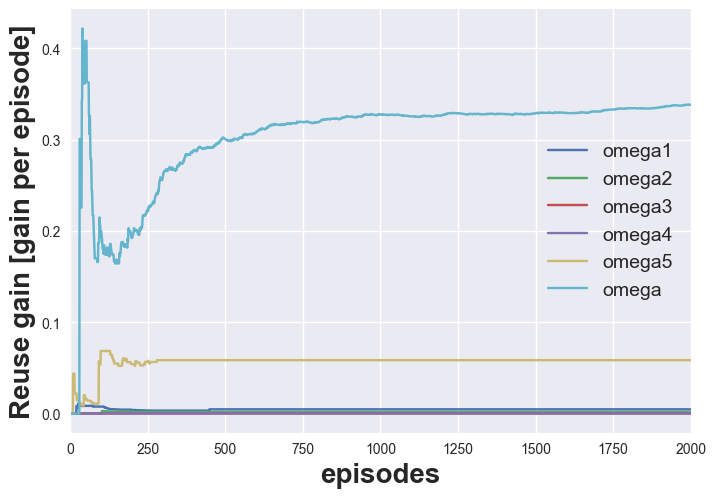 Reuse gain [gain per episode]
0.4
0.3
0.2
0.1
0.0
omega1
omega2
omega3
omega4
omega5
omega
0 250 500 750 1000 1250 1500 1750 2000
episodes